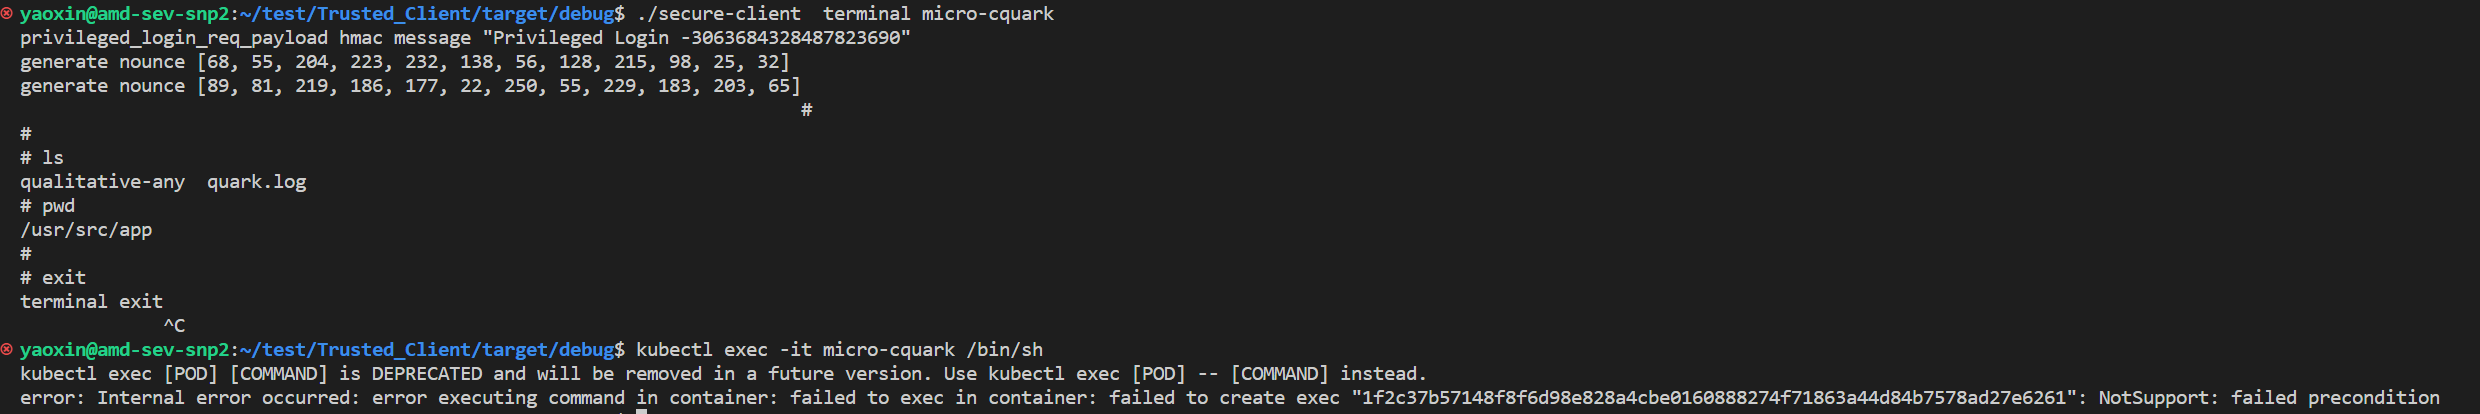 yaoxin@amd-sev-snp2:~/test/Trusted_Client/target/debug$ ./secure-client  terminal micro-cquark
privileged_login_req_payload hmac message "Privileged Login -3063684328487823690"
generate nounce [68, 55, 204, 223, 232, 138, 56, 128, 215, 98, 25, 32]
generate nounce [89, 81, 219, 186, 177, 22, 250, 55, 229, 183, 203, 65]
#
#
# ls
qualitative-any  quark.log
# pwd
/usr/src/app
#
# exit
terminal exit
^C
yaoxin@amd-sev-snp2:~/test/Trusted_Client/target/debug$ kubectl exec -it micro-cquark /bin/sh
kubectl exec [POD] [COMMAND] is DEPRECATED and will be removed in a future version. Use kubectl exec [POD] -- [COMMAND] instead.
error: Internal error occurred: error executing command in container: failed to exec in container: failed to create exec "1f2c37b57148f8f6d98e828a4cbe0160888274f71863a44d84b7578ad27e6261": NotSupport: failed precondition